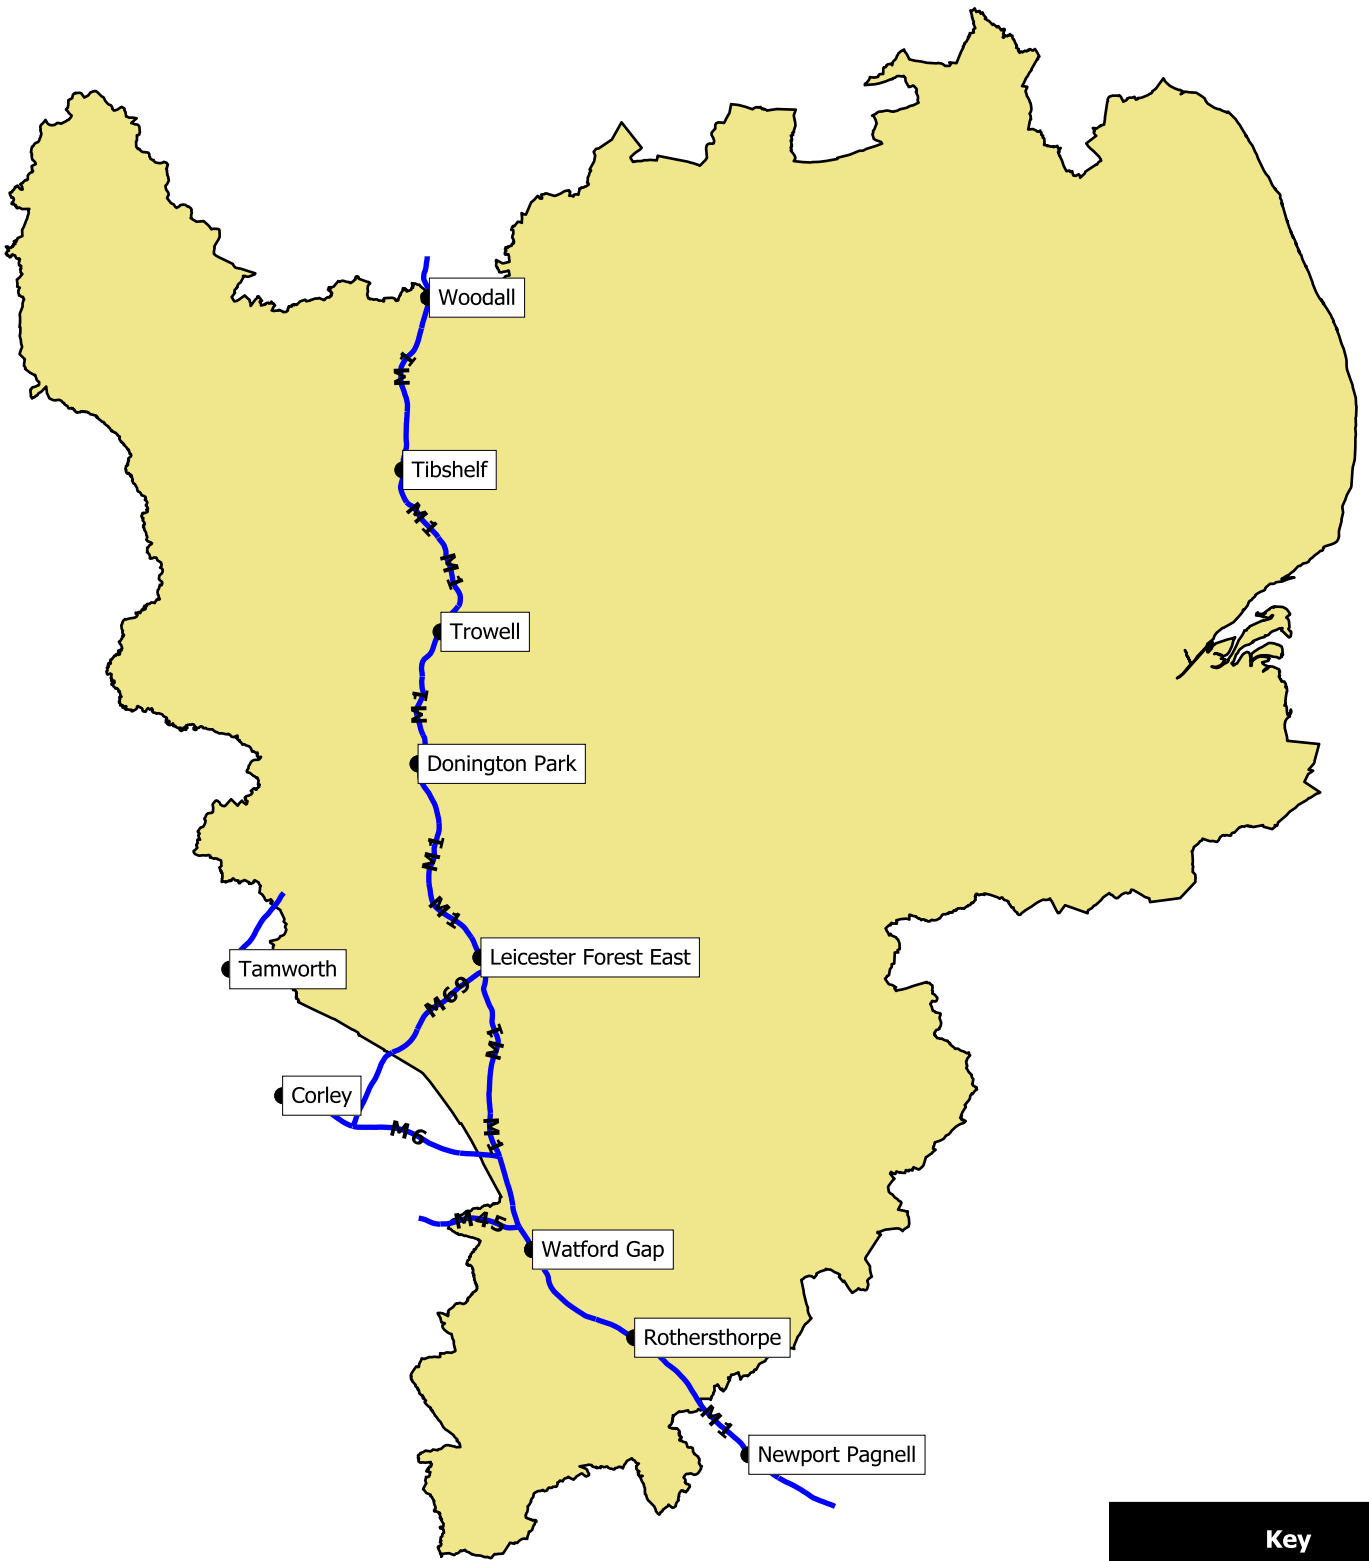 Woodall
M1
Tibshelf
M1
M1
Trowell
M1
Donington Park
M1
M1
Leicester Forest East
Tamworth
M69
M1
Corley
M6
M1
M45
Watford Gap
Rothersthorpe
M1
Newport Pagnell
Key